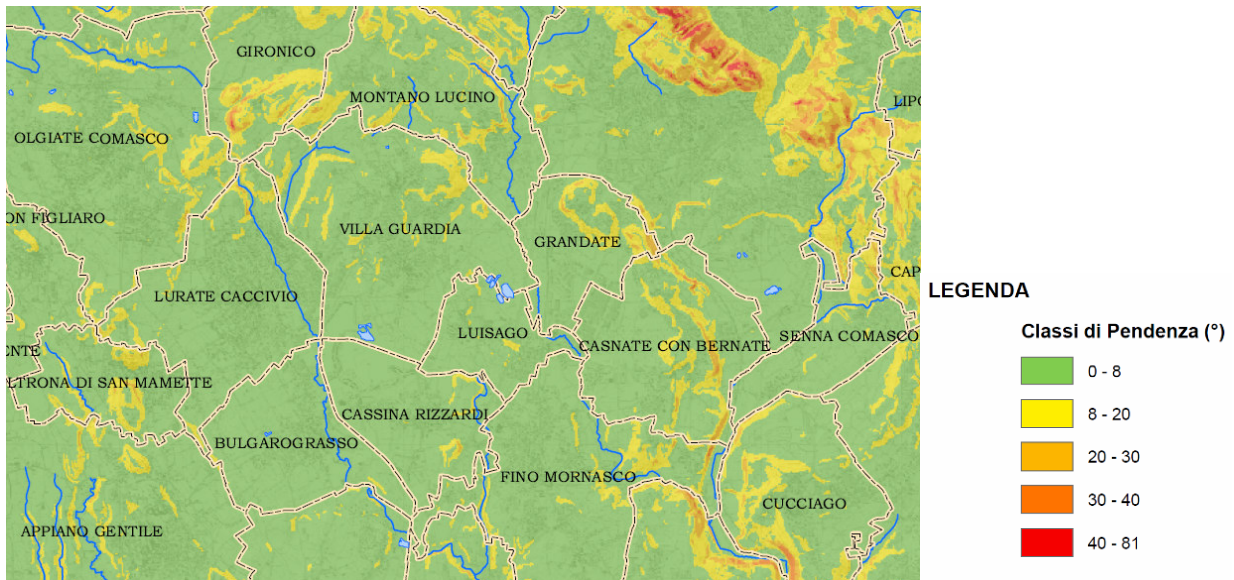 GIRONICO
MONTANO LUCINO
LIPO
OLGIATE COMASCO
ON FIGLIARO
VILLA GUARDIA
GRANDATE
CAP
LURATE CACCIVIO
LUISAGO
CASNATE CON BERNATE
SENNA COMASCO
ENTE
LTRONA DI SAN MAMETTE
CASSINA RIZZARDI
BULGAROGRASSO
FINO MORNASCO
CUCCIAGO
APPIANO GENTILE
LEGENDA
Classi di Pendenza (°)
0 - 8
8 - 20
20 - 30
30 - 40
40 - 81